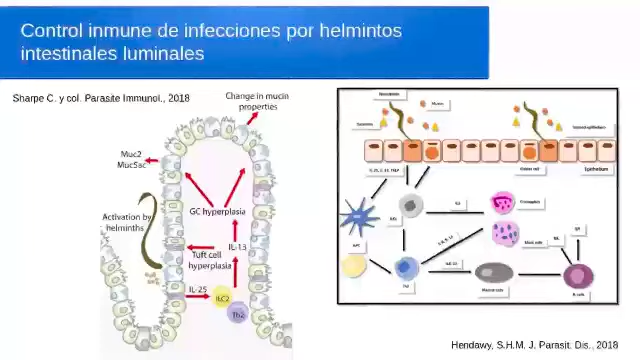 Control inmune de infecciones por helmintos
intestinales luminales
Sharpe C. y col. Parasite Immunol., 2018
Change in mucin
properties
Muc2
Muc5ac
GC hyperplasia
Activation by
helminths
IL-13
Tuft cell
hyperplasia
IL-25
ILC2
Th2
Nematode
Mucus
Goblet cell
Epithelium
Eosinophils
Mast cells
Th2
B cells
Hendawy, S.H.M. J. Parasit. Dis., 2018